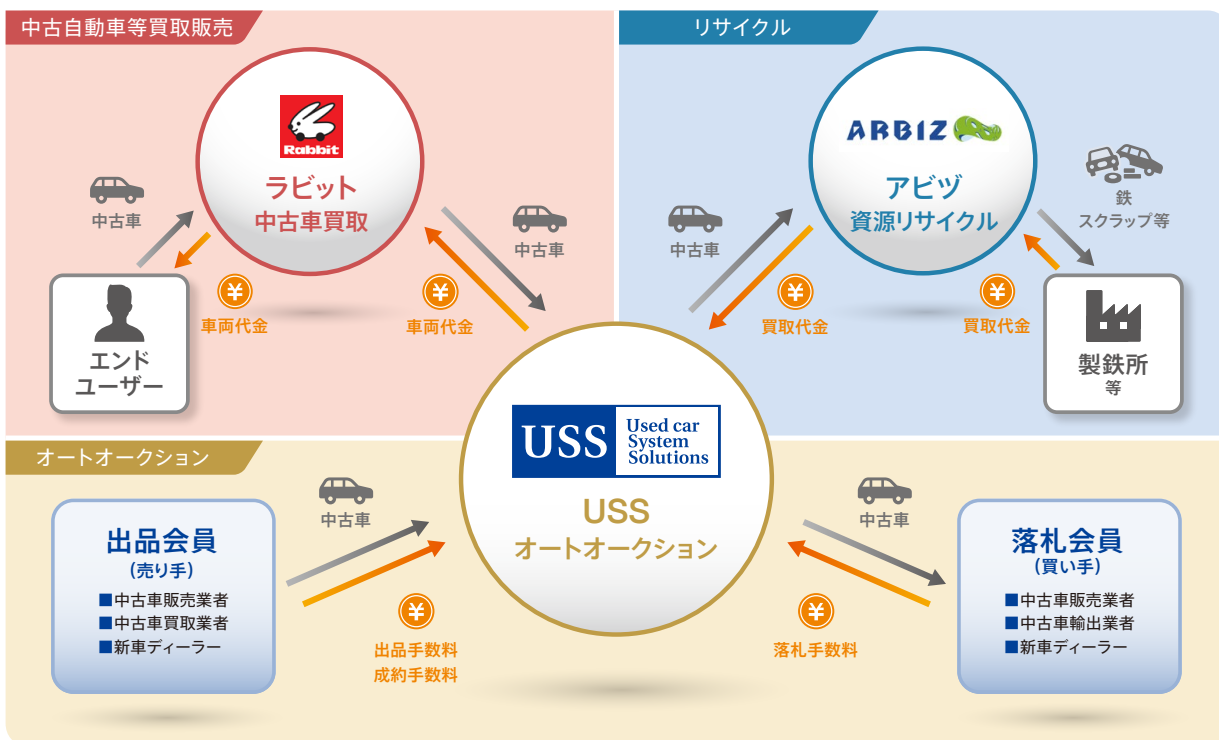 中古自動車等買取販売
Rabbit
ラビット
中古車買取
中古車
中古車
¥
車両代金
¥
車両代金
エンド
ユーザー
リサイクル
ARBIZ
アビヅ
資源リサイクル
中古車
鉄
スクラップ等
¥
買取代金
¥
買取代金
製鉄所
等
オートオークション
USS
Used car
System
Solutions
USS
オートオークション
出品会員
(売り手)
■中古車販売業者
■中古車買取業者
■新車ディーラー
中古車
¥
出品手数料
成約手数料
中古車
¥
落札手数料
落札会員
(買い手)
■中古車販売業者
■中古車輸出業者
■新車ディーラー